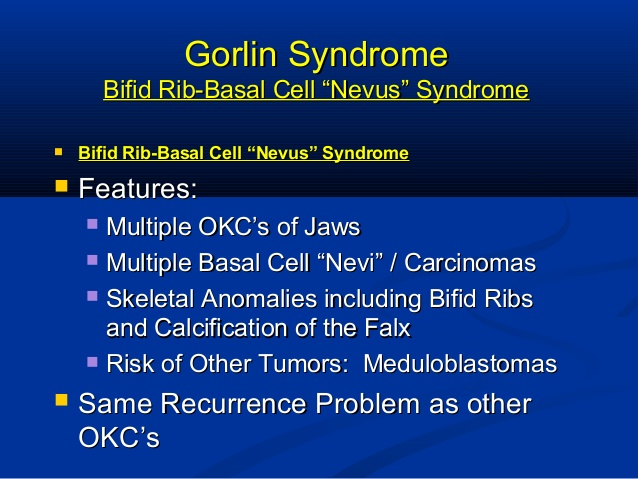 Gorlin Syndrome
Bifid Rib-Basal Cell “Nevus” Syndrome
Bifid Rib-Basal Cell “Nevus” Syndrome
Features:
Multiple OKC’s of Jaws
Multiple Basal Cell “Nevi” / Carcinomas
Skeletal Anomalies including Bifid Ribs
and Calcification of the Falx
Risk of Other Tumors:  Meduloblastomas
Same Recurrence Problem as other
OKC’s